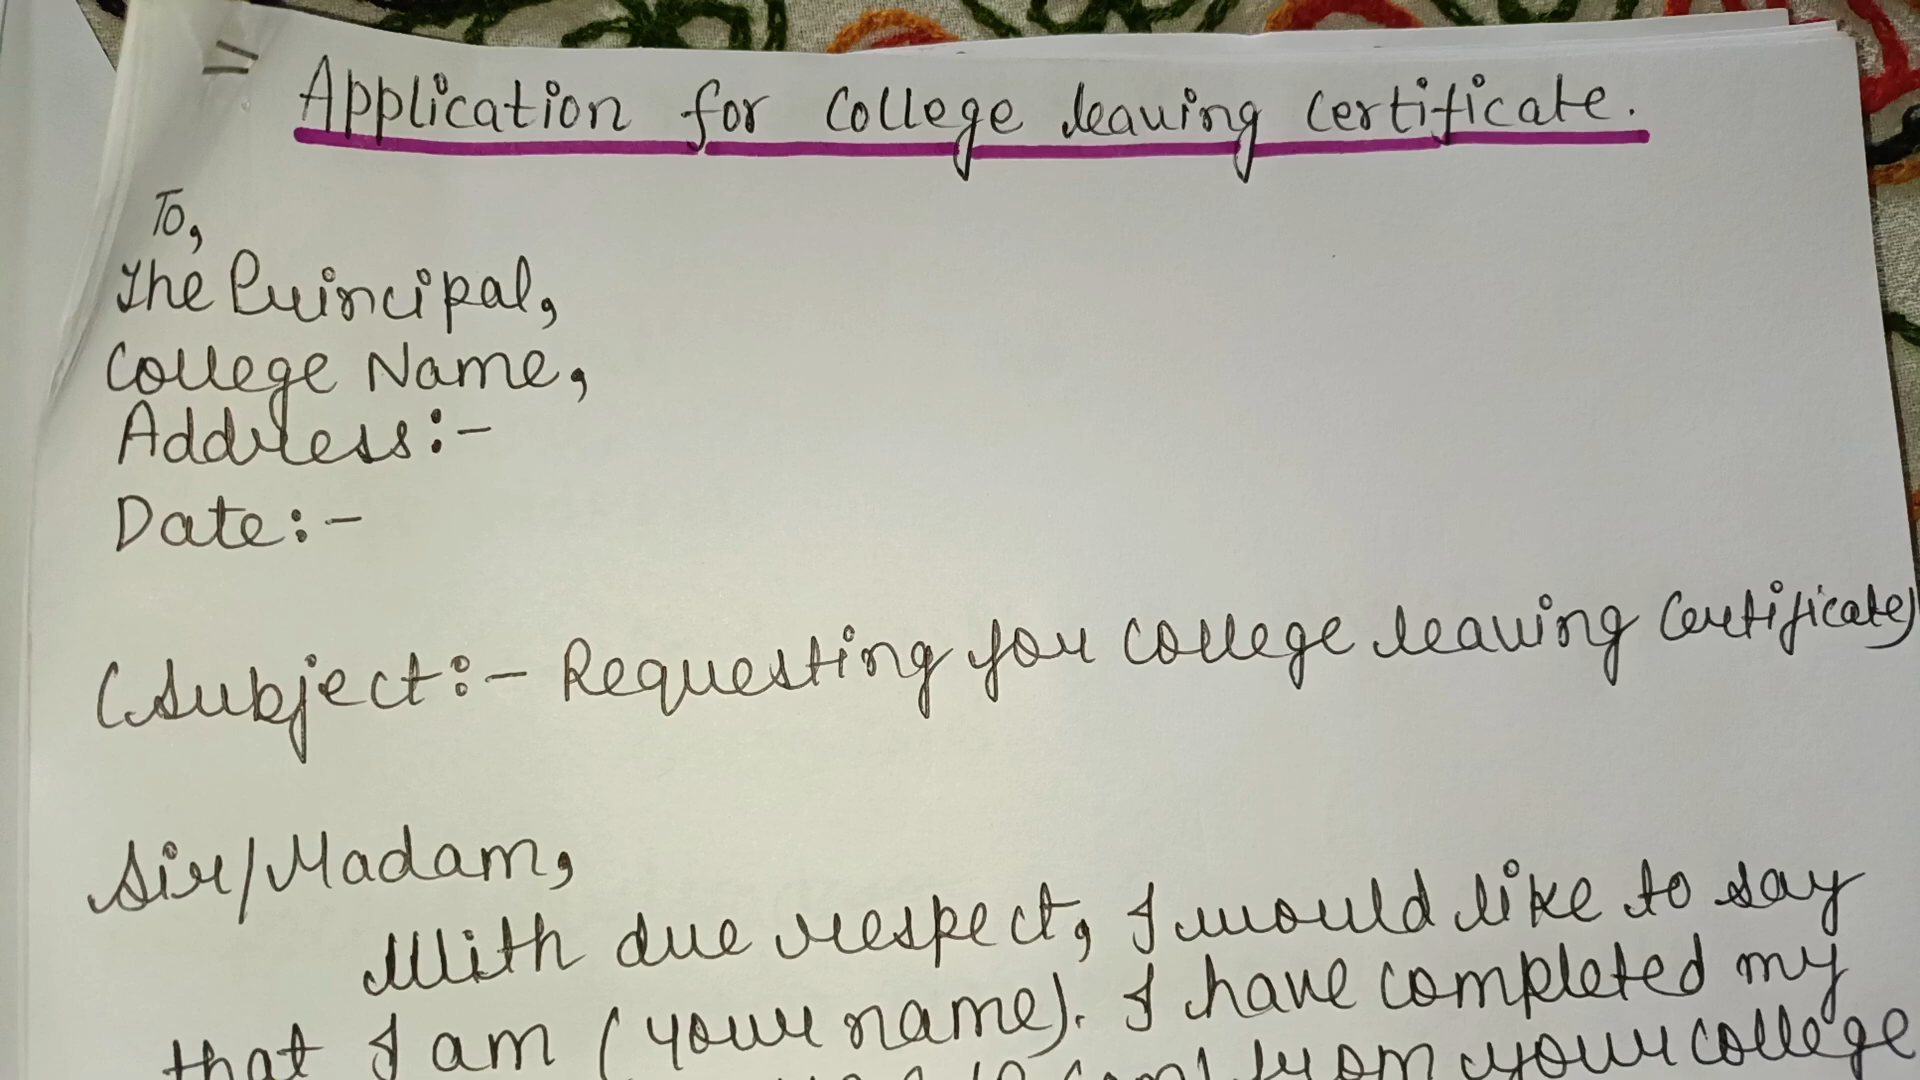 Application for College leaving certificate.
To,
The Principal,
College Name,
Address:-
Date:-
(Subject:- Requesting for college leaving certificate)
Sir/Madam,
With due respect, I would like to say
that I am (your name). I have completed my
from your college